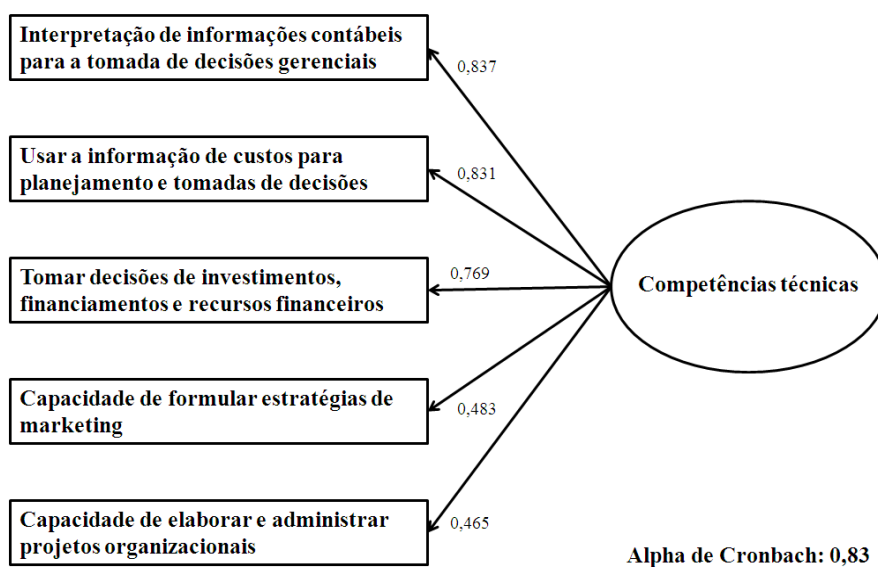 Interpretação de informações contábeis
para a tomada de decisões gerenciais
0,837
Usar a informação de custos para
planejamento e tomadas de decisões
0,831
Tomar decisões de investimentos,
financiamentos e recursos financeiros
0,769
Competências técnicas
Capacidade de formular estratégias de
marketing
0,483
Capacidade de elaborar e administrar
projetos organizacionais
0,465
Alpha de Cronbach: 0,83